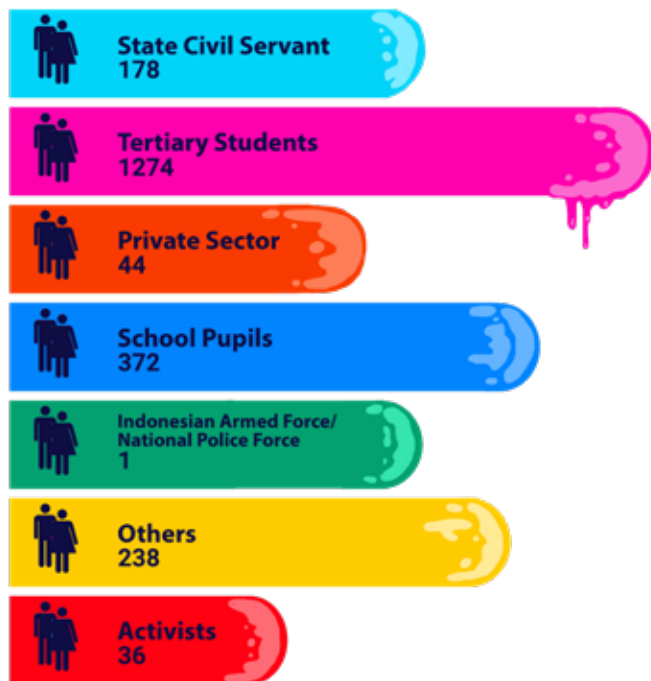 State Civil Servant
178
Tertiary Students
1274
Private Sector
44
School Pupils
372
Indonesian Armed Force/
National Police Force
1
Others
238
Activists
36